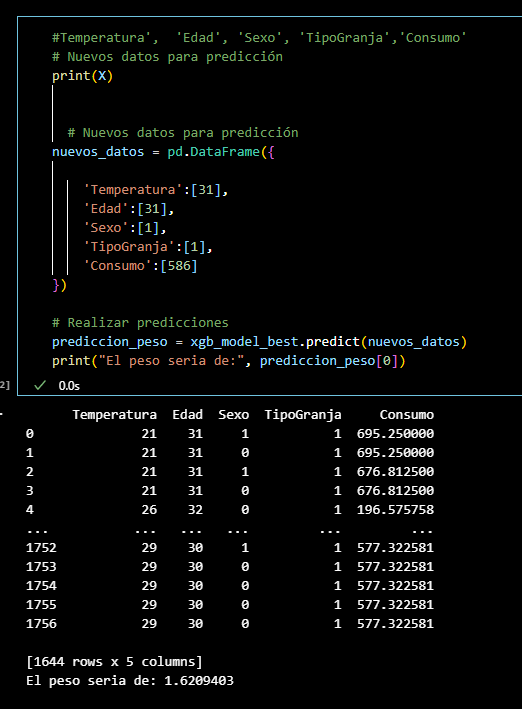 #Temperatura',  'Edad', 'Sexo', 'TipoGranja','Consumo'
# Nuevos datos para predicción
print(X)
# Nuevos datos para predicción
nuevos_datos = pd.DataFrame({
'Temperatura':[31],
'Edad':[31],
'Sexo':[1],
'TipoGranja':[1],
'Consumo':[586]
})
# Realizar predicciones
prediccion_peso = xgb_model_best.predict(nuevos_datos)
print("El peso seria de:", prediccion_peso[0])
2] 0.0s
Temperatura  Edad  Sexo  TipoGranja     Consumo
0              21    31     1           1  695.250000
1              21    31     0           1  695.250000
2              21    31     1           1  676.812500
3              21    31     0           1  676.812500
4              26    32     0           1  196.575758
...           ...   ...   ...         ...         ...
1752           29    30     1           1  577.322581
1753           29    30     0           1  577.322581
1754           29    30     0           1  577.322581
1755           29    30     0           1  577.322581
1756           29    30     0           1  577.322581
[1644 rows x 5 columns]
El peso seria de: 1.6209403